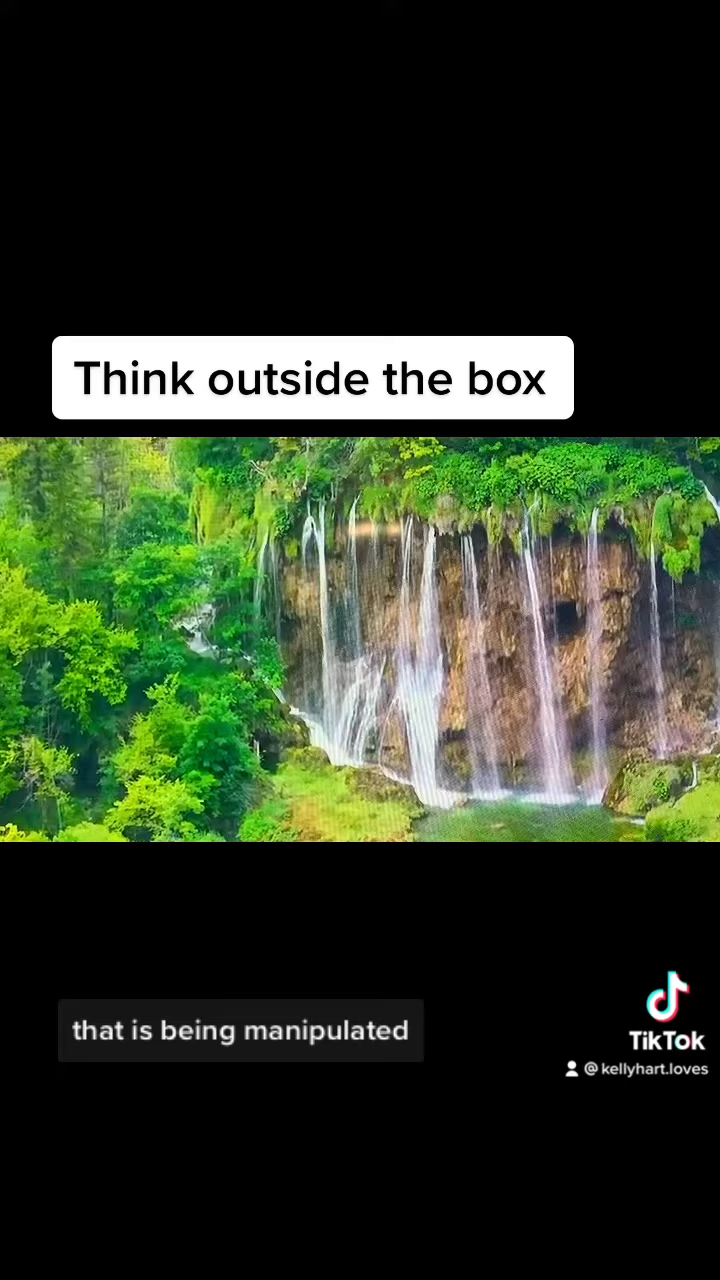 Think outside the box
that is being manipulated
TikTok
@kellyhart.loves